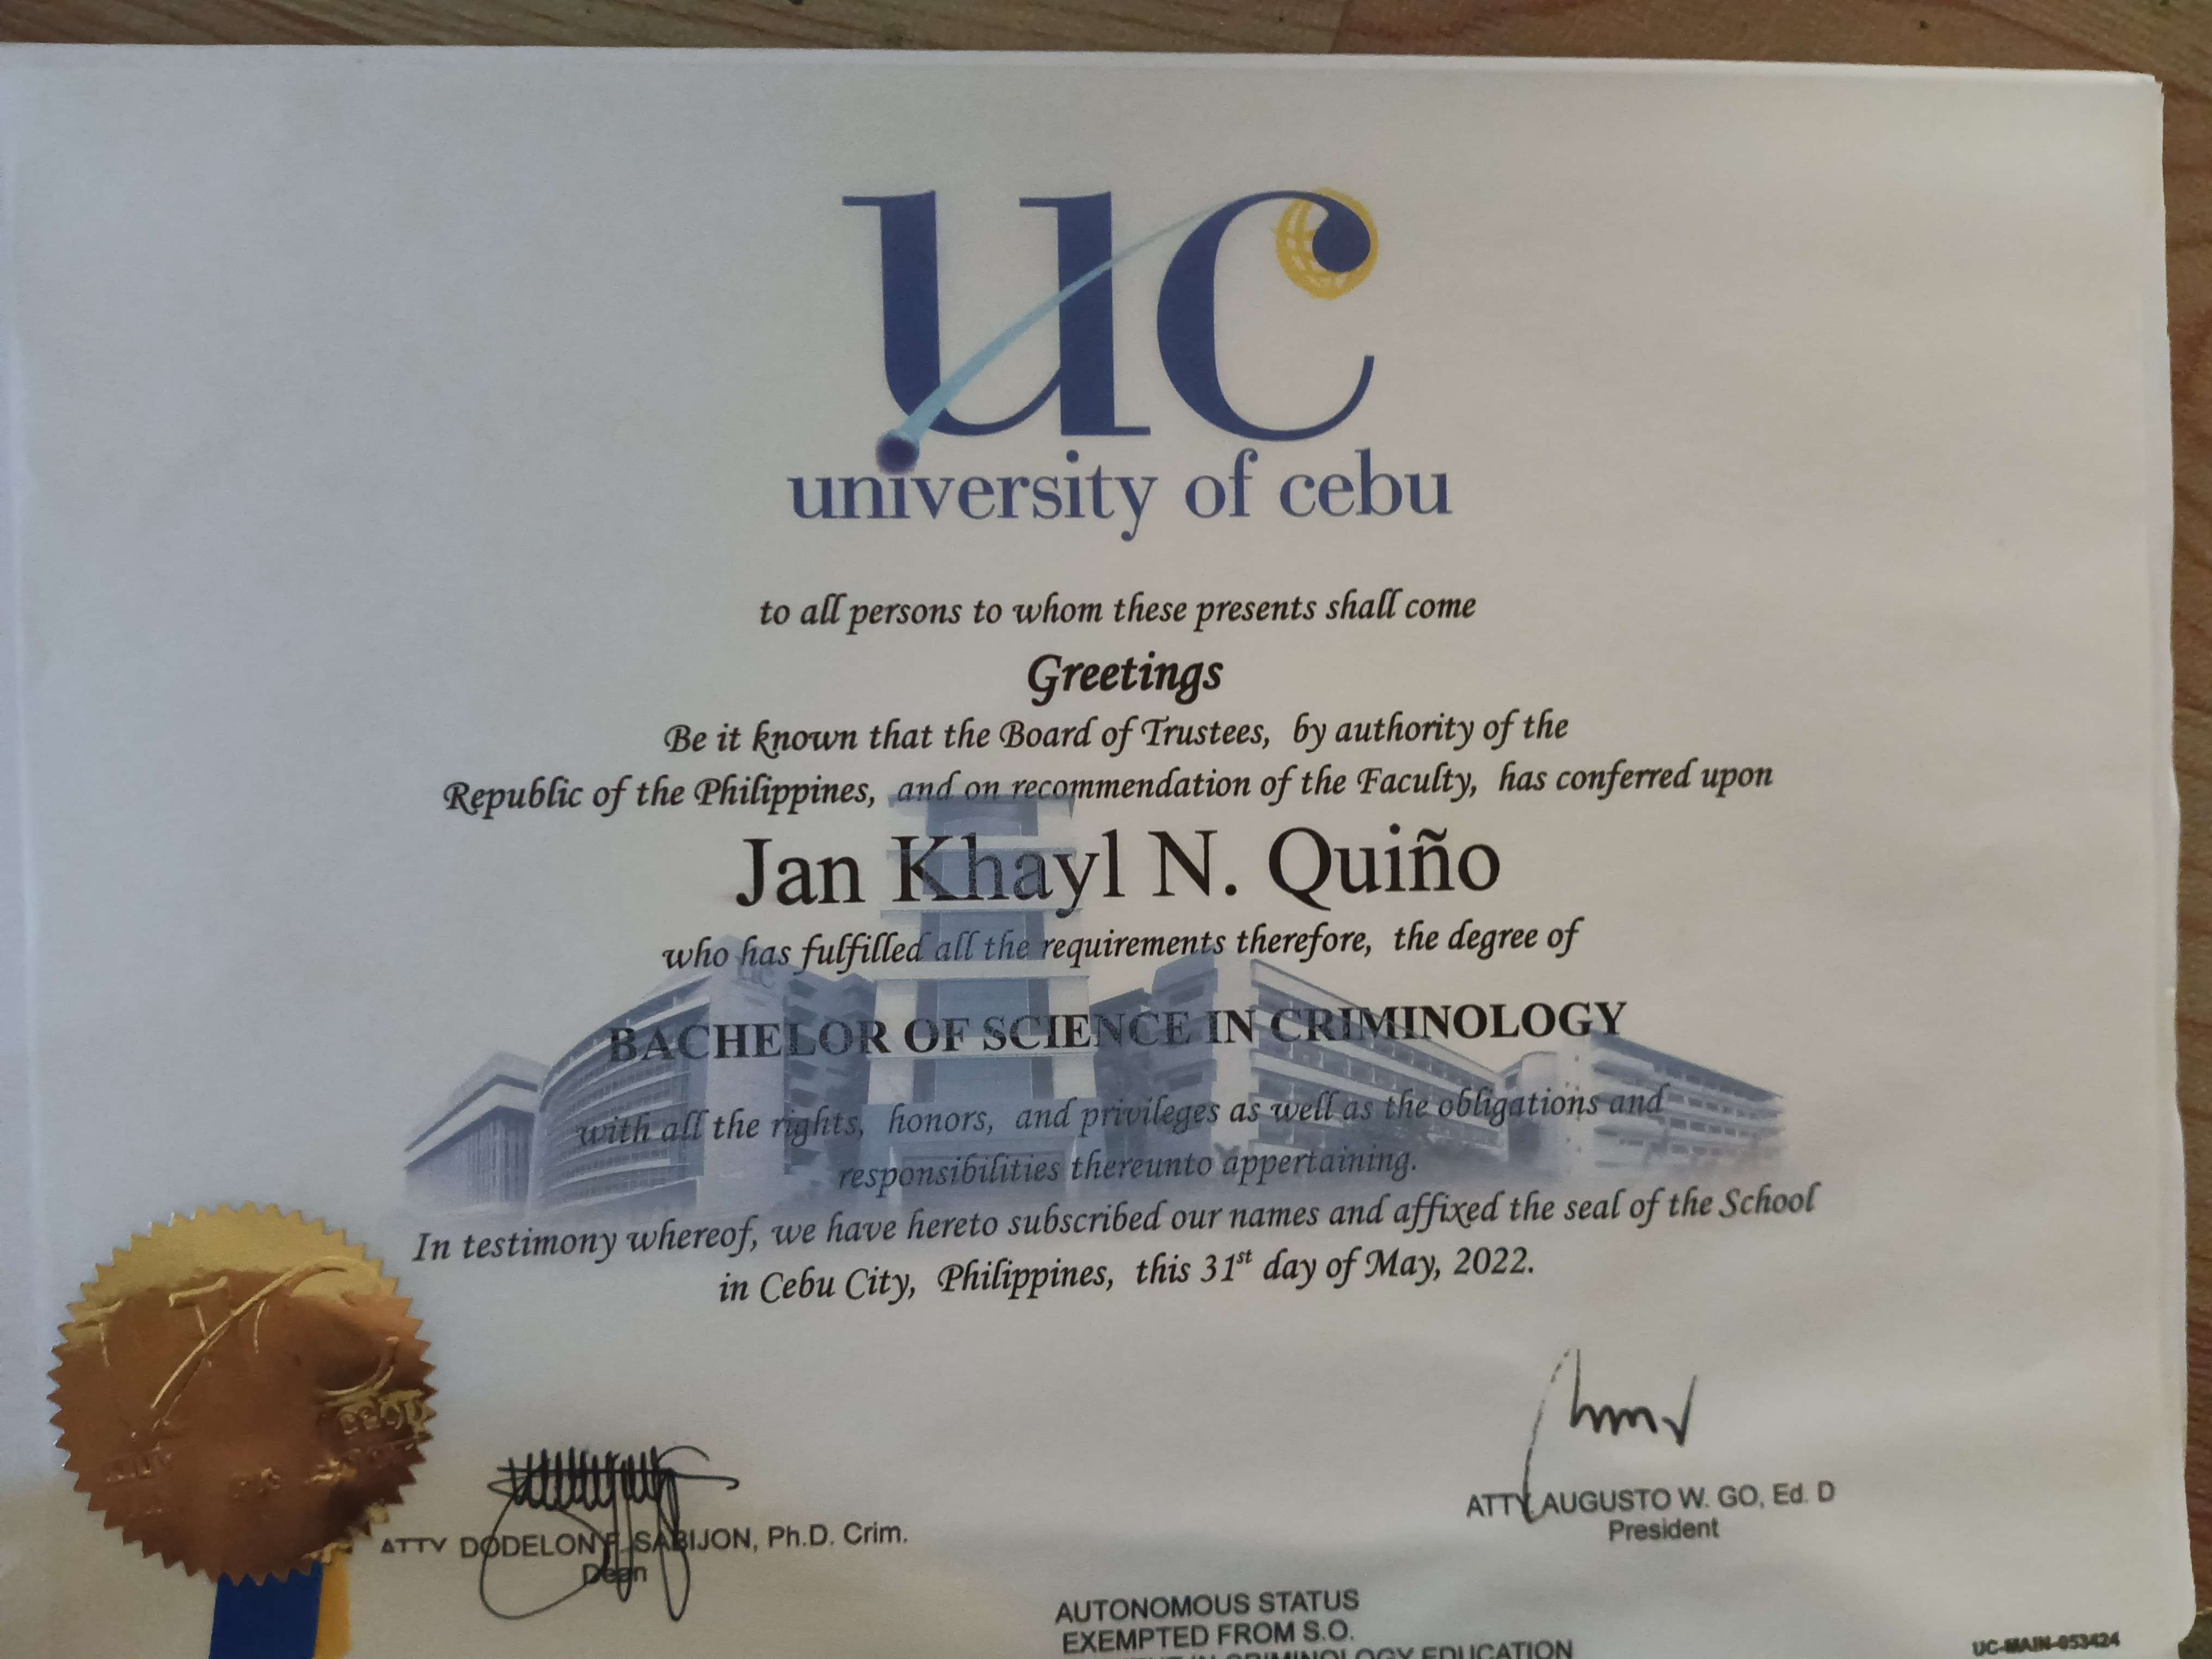 uc
university of cebu
to all persons to whom these presents shall come
Greetings
Be it known that the Board of Trustees, by authority of the
Republic of the Philippines, and on recommendation of the Faculty, has conferred upon
Jan Khayl N. Quiño
who has fulfilled all the requirements therefore, the degree of
BACHELOR OF SCIENCE IN CRIMINOLOGY
with all the rights, honors, and privileges as well as the obligations and
responsibilities thereunto appertaining.
In testimony whereof, we have hereto subscribed our names and affixed the seal of the School
in Cebu City, Philippines, this 31st day of May, 2022.
ATTY DODELON F. SABIJON, Ph.D. Crim.
Dean
ATTY. AUGUSTO W. GO, Ed. D
President
AUTONOMOUS STATUS
EXEMPTED FROM S.O.
IN CRIMINOLOGY EDUCATION
UC-MAIN-053424